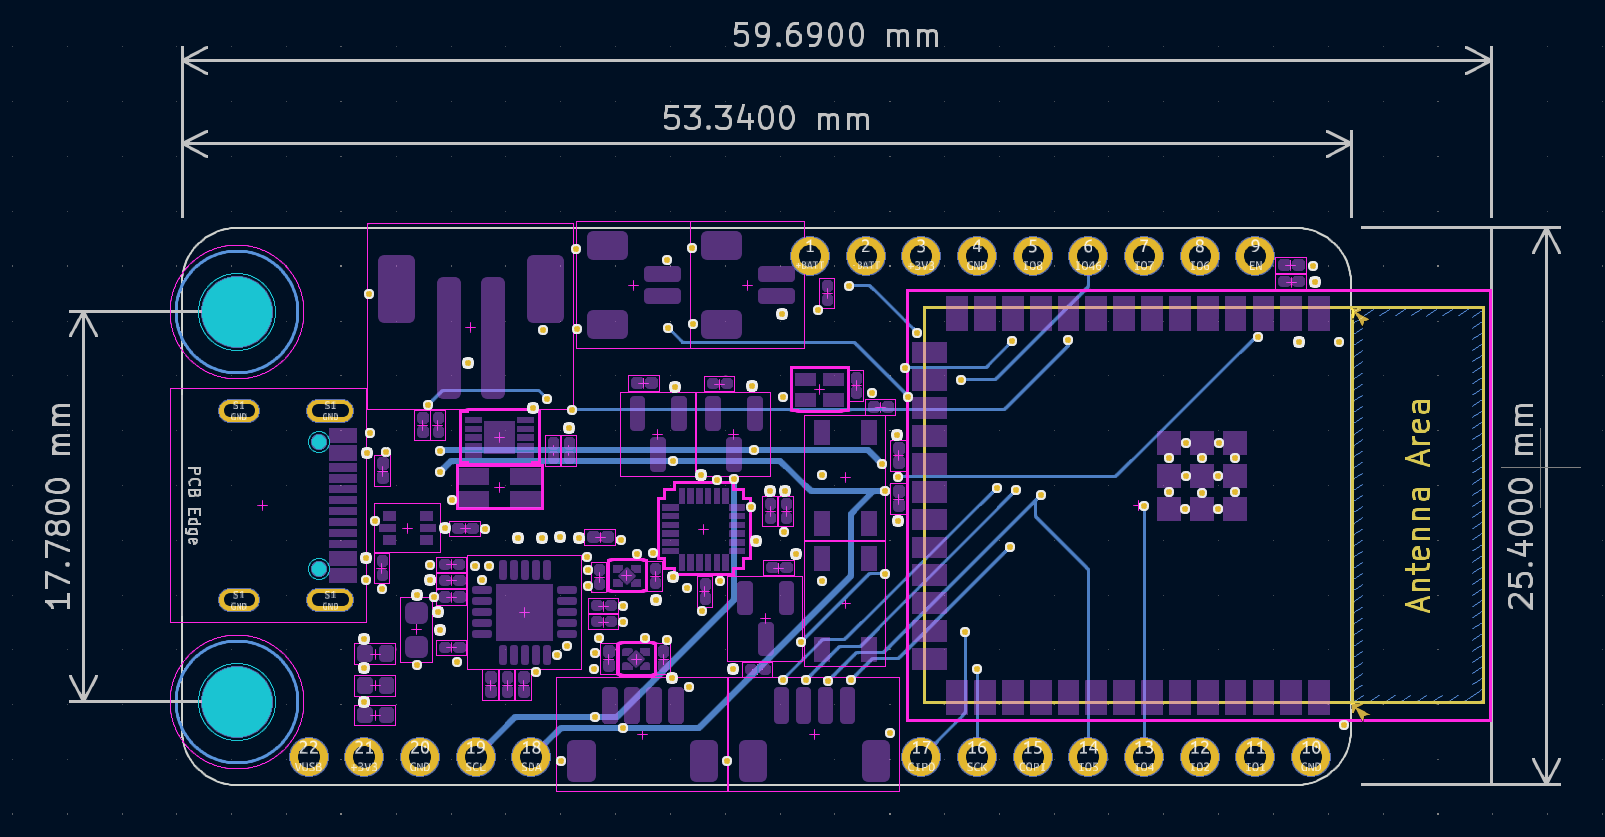 59.6900 mm
53.3400 mm
1 2 3 4 5 6 7 8 9
+BATT +BATT +3V3 GND IO8 IO46 IO7 IO6 EN
S1 S1
GND GND
PCB Edge
17.7800 mm
Antenna Area
25.4000 mm
S1 S1
GND GND
22 21 20 19 18 17 16 15 14 13 12 11 10
VUSB +3V3 GND SCL SDA CIPO SCK COPI IO3 IO4 IO2 IO1 GND